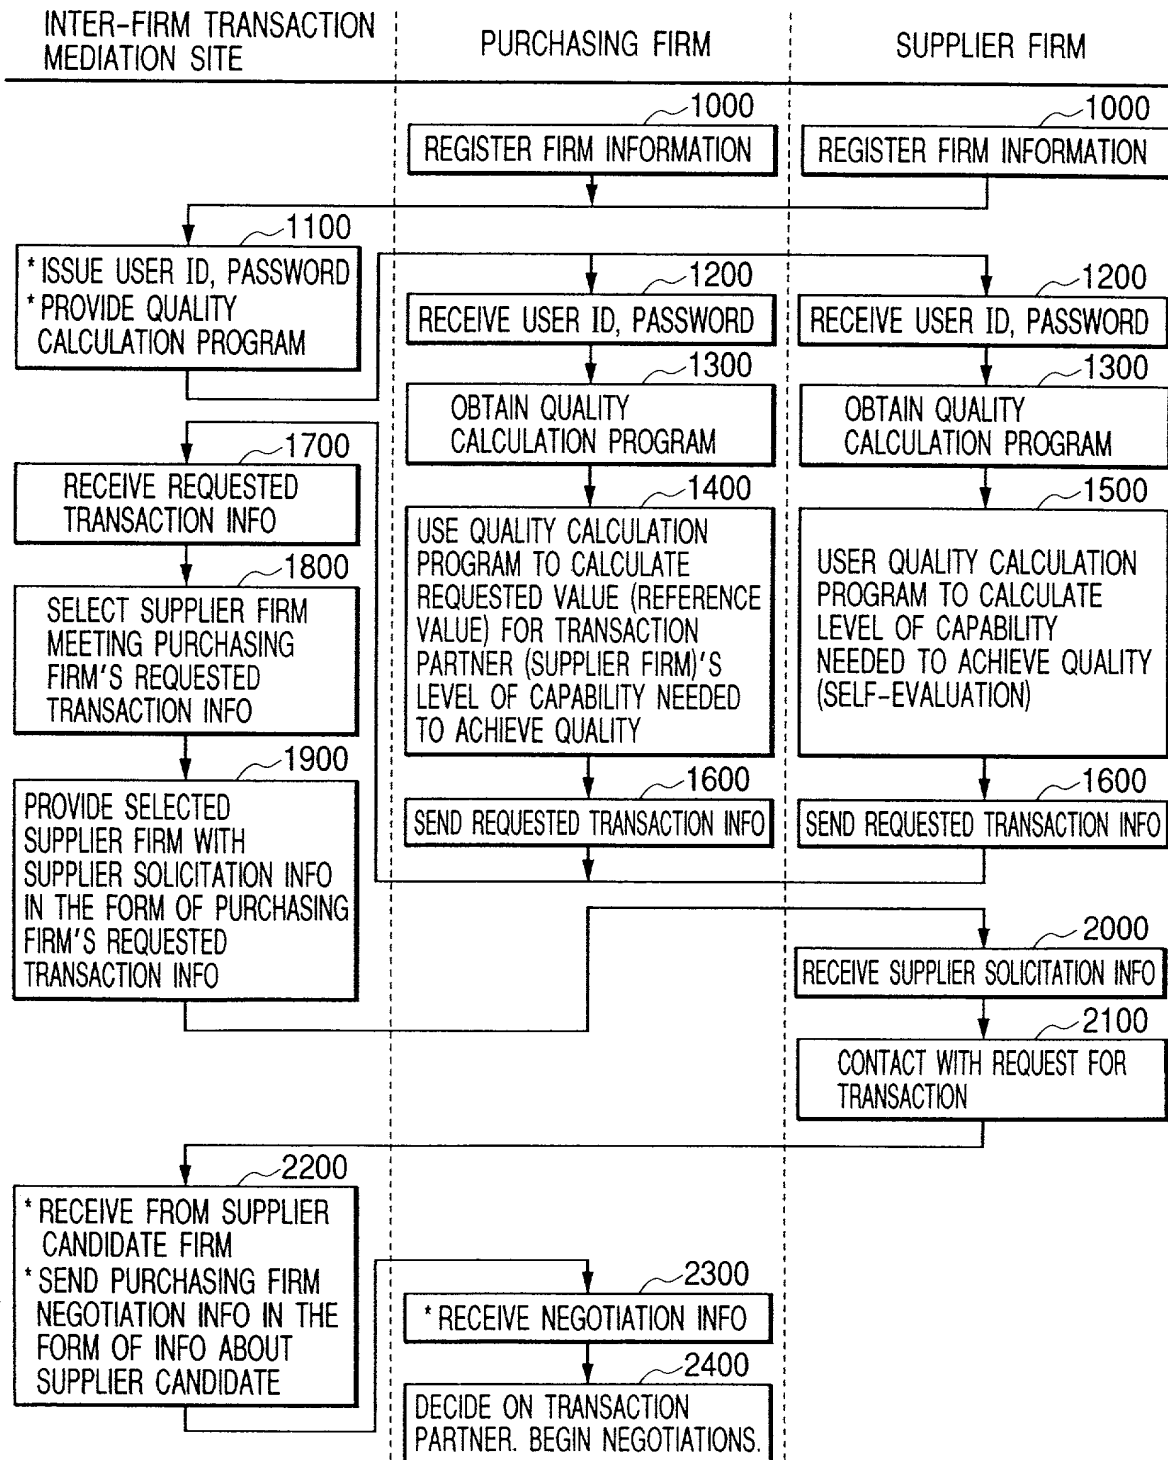 INTER-FIRM TRANSACTION
MEDIATION SITE
PURCHASING FIRM
SUPPLIER FIRM
1000
REGISTER FIRM INFORMATION
1000
REGISTER FIRM INFORMATION
1100
* ISSUE USER ID, PASSWORD
* PROVIDE QUALITY
CALCULATION PROGRAM
1200
RECEIVE USER ID, PASSWORD
1200
RECEIVE USER ID, PASSWORD
1300
OBTAIN QUALITY
CALCULATION PROGRAM
1300
OBTAIN QUALITY
CALCULATION PROGRAM
1700
RECEIVE REQUESTED
TRANSACTION INFO
1400
USE QUALITY CALCULATION
PROGRAM TO CALCULATE
REQUESTED VALUE (REFERENCE
VALUE) FOR TRANSACTION
PARTNER (SUPPLIER FIRM)'S
LEVEL OF CAPABILITY NEEDED
TO ACHIEVE QUALITY
1500
USER QUALITY CALCULATION
PROGRAM TO CALCULATE
LEVEL OF CAPABILITY
NEEDED TO ACHIEVE QUALITY
(SELF-EVALUATION)
1800
SELECT SUPPLIER FIRM
MEETING PURCHASING
FIRM'S REQUESTED
TRANSACTION INFO
1900
PROVIDE SELECTED
SUPPLIER FIRM WITH
SUPPLIER SOLICITATION INFO
IN THE FORM OF PURCHASING
FIRM'S REQUESTED
TRANSACTION INFO
1600
SEND REQUESTED TRANSACTION INFO
1600
SEND REQUESTED TRANSACTION INFO
2000
RECEIVE SUPPLIER SOLICITATION INFO
2100
CONTACT WITH REQUEST FOR
TRANSACTION
2200
* RECEIVE FROM SUPPLIER
CANDIDATE FIRM
* SEND PURCHASING FIRM
NEGOTIATION INFO IN THE
FORM OF INFO ABOUT
SUPPLIER CANDIDATE
2300
* RECEIVE NEGOTIATION INFO
2400
DECIDE ON TRANSACTION
PARTNER. BEGIN NEGOTIATIONS.